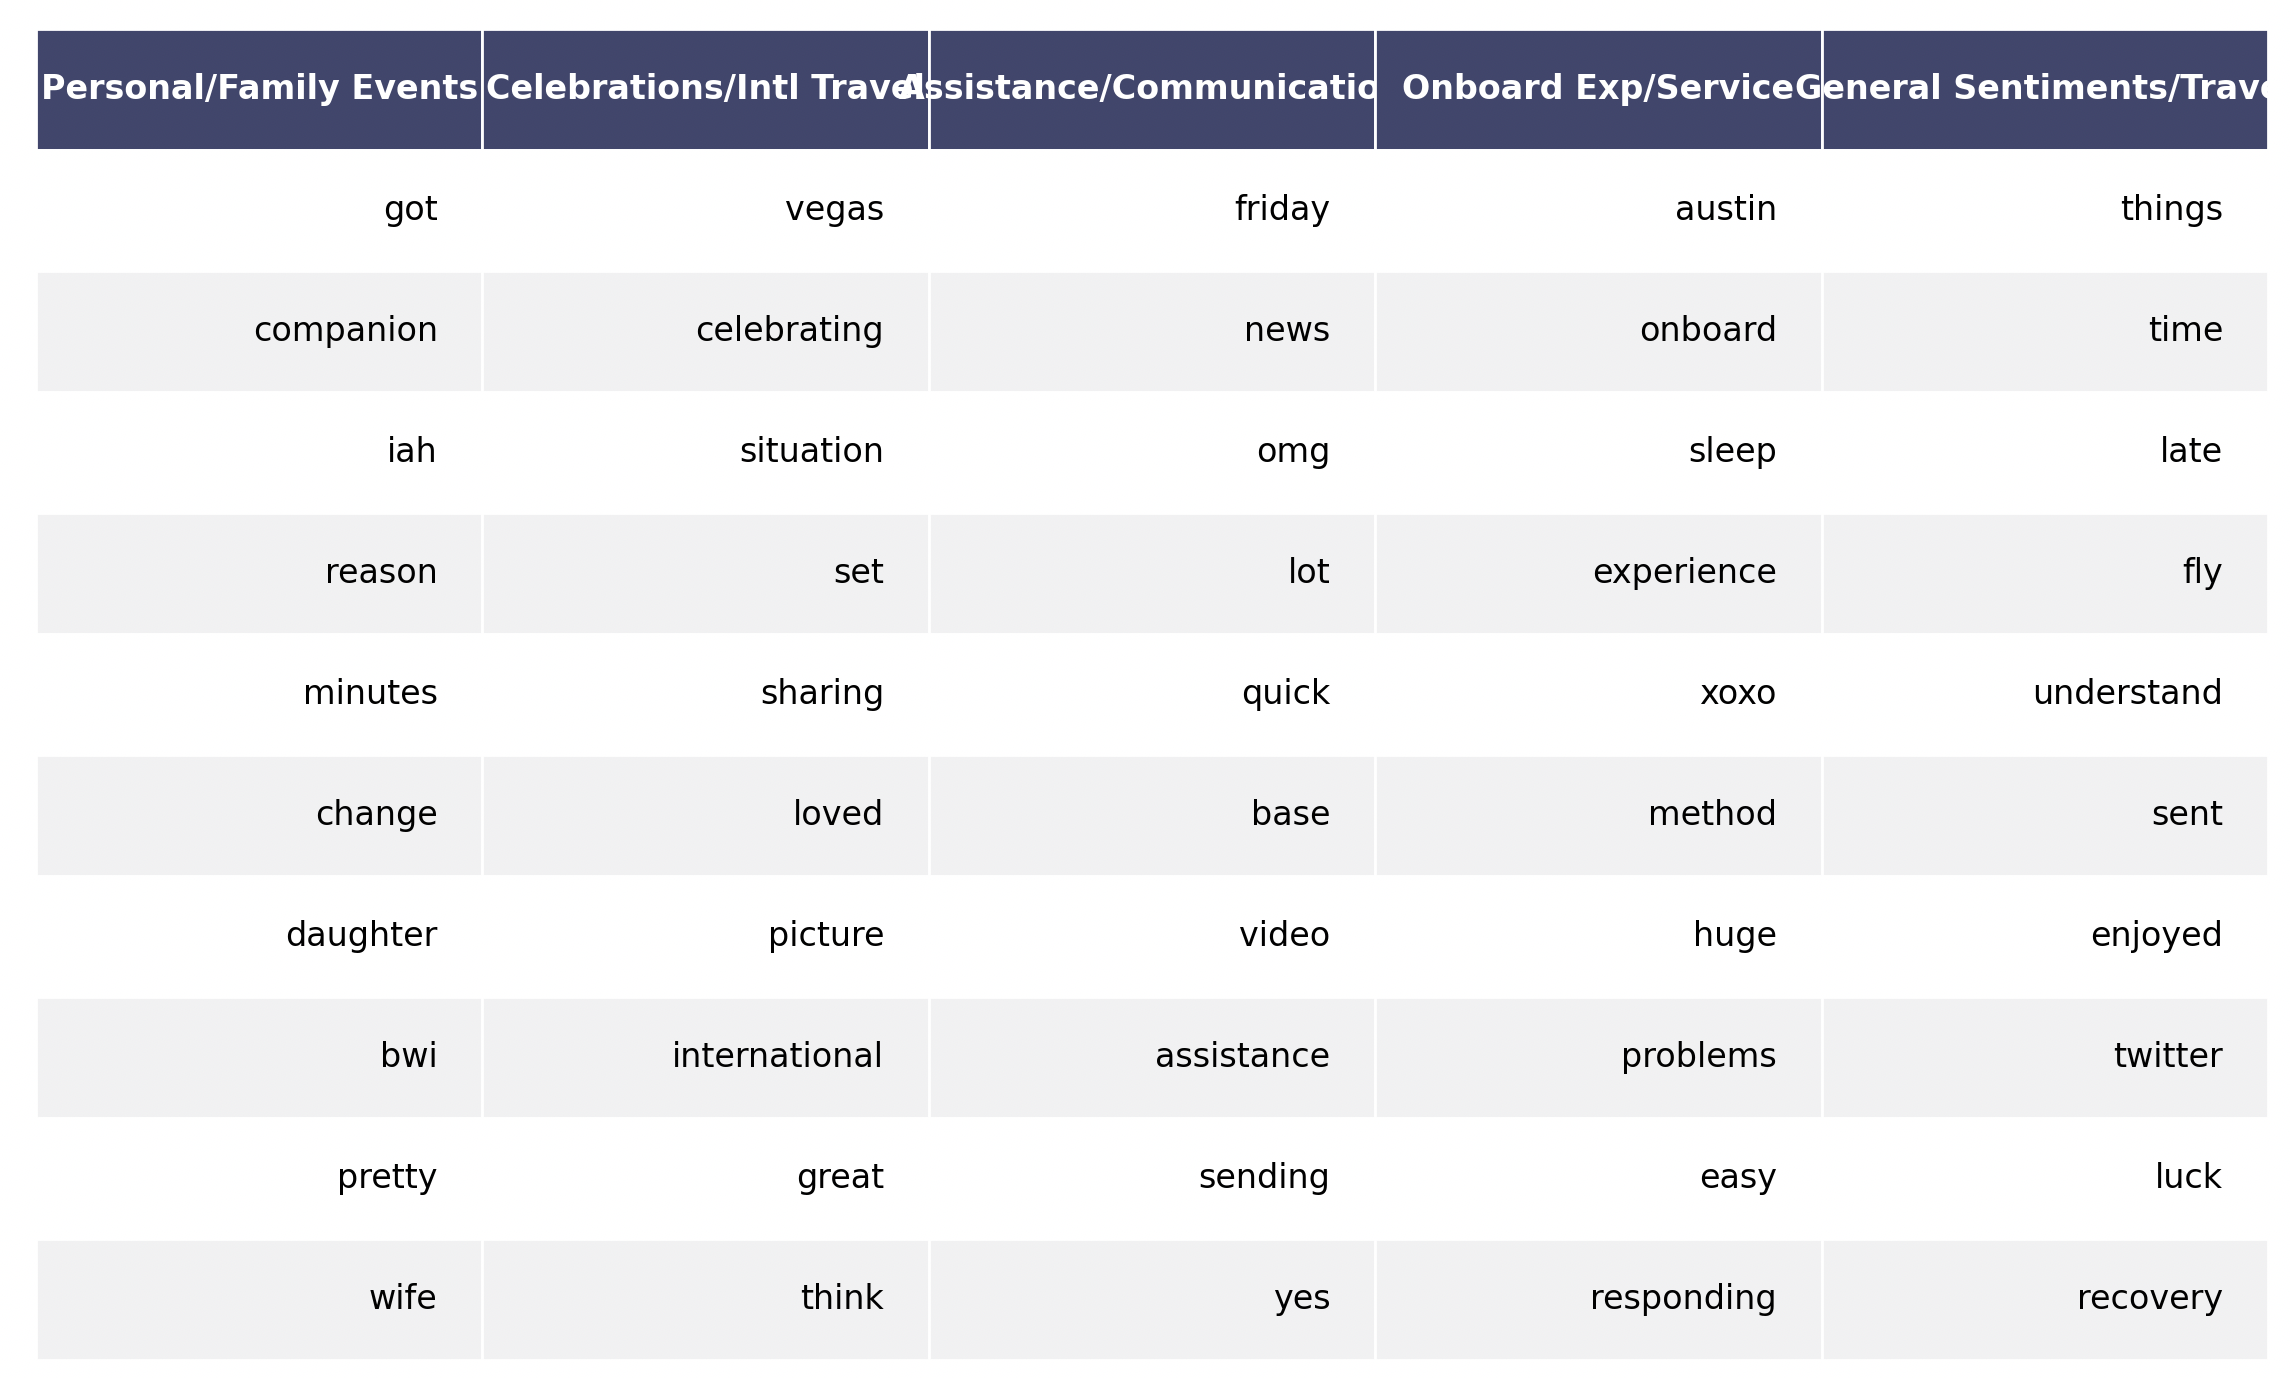 Personal/Family Events Celebrations/Intl Travel Assistance/Communicatio Onboard Exp/Service General Sentiments/Trave
got vegas friday austin things
companion celebrating news onboard time
iah situation omg sleep late
reason set lot experience fly
minutes sharing quick xoxo understand
change loved base method sent
daughter picture video huge enjoyed
bwi international assistance problems twitter
pretty great sending easy luck
wife think yes responding recovery